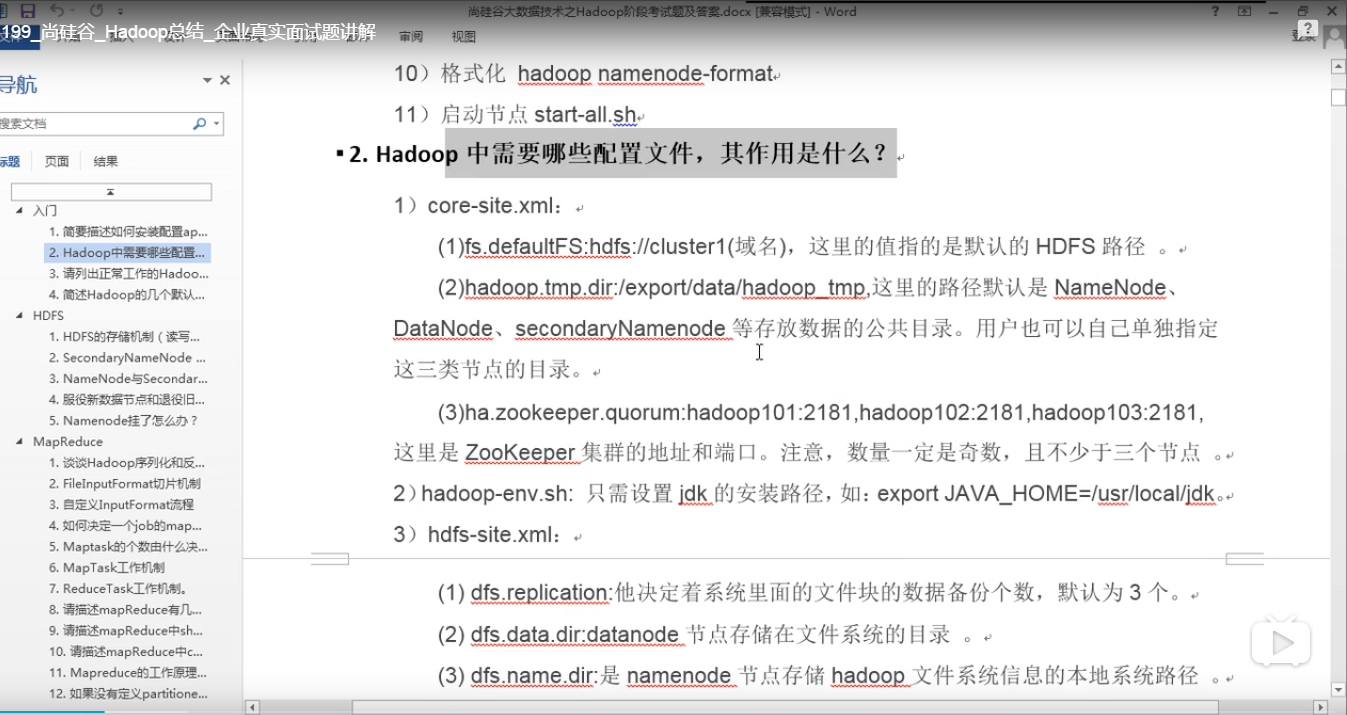 尚硅谷大数据技术之Hadoop阶段考试题及答案.docx [兼容模式] - Word
199_尚硅谷_Hadoop总结_企业真实面试题讲解
审阅 视图
登录
导航
搜索文档
标题 页面 结果
入门
1. 简要描述如何安装配置ap...
2. Hadoop中需要哪些配置...
3. 请列出正常工作的Hadoo...
4. 简述Hadoop的几个默认...
HDFS
1. HDFS的存储机制（读写...
2. SecondaryNameNode ...
3. NameNode与Secondar...
4. 服役新数据节点和退役旧...
5. Namenode挂了怎么办？
MapReduce
1. 谈谈Hadoop序列化和反...
2. FileInputFormat切片机制
3. 自定义InputFormat流程
4. 如何决定一个job的map...
5. Maptask的个数由什么决...
6. MapTask工作机制
7. ReduceTask工作机制。
8. 请描述mapReduce有几...
9. 请描述mapReduce中sh...
10. 请描述mapReduce中c...
11. Mapreduce的工作原理...
12. 如果没有定义partitione...
10）格式化 hadoop namenode-format
11）启动节点 start-all.sh
2. Hadoop 中需要哪些配置文件，其作用是什么？
1）core-site.xml：
(1)fs.defaultFS:hdfs://cluster1(域名)，这里的值指的是默认的 HDFS 路径 。
(2)hadoop.tmp.dir:/export/data/hadoop_tmp,这里的路径默认是 NameNode、
DataNode、secondaryNamenode 等存放数据的公共目录。用户也可以自己单独指定
这三类节点的目录。
(3)ha.zookeeper.quorum:hadoop101:2181,hadoop102:2181,hadoop103:2181,
这里是 ZooKeeper 集群的地址和端口。注意，数量一定是奇数，且不少于三个节点 。
2）hadoop-env.sh: 只需设置 jdk 的安装路径，如：export JAVA_HOME=/usr/local/jdk。
3）hdfs-site.xml：
(1) dfs.replication:他决定着系统里面的文件块的数据备份个数，默认为 3 个。
(2) dfs.data.dir:datanode 节点存储在文件系统的目录 。
(3) dfs.name.dir:是 namenode 节点存储 hadoop 文件系统信息的本地系统路径 。